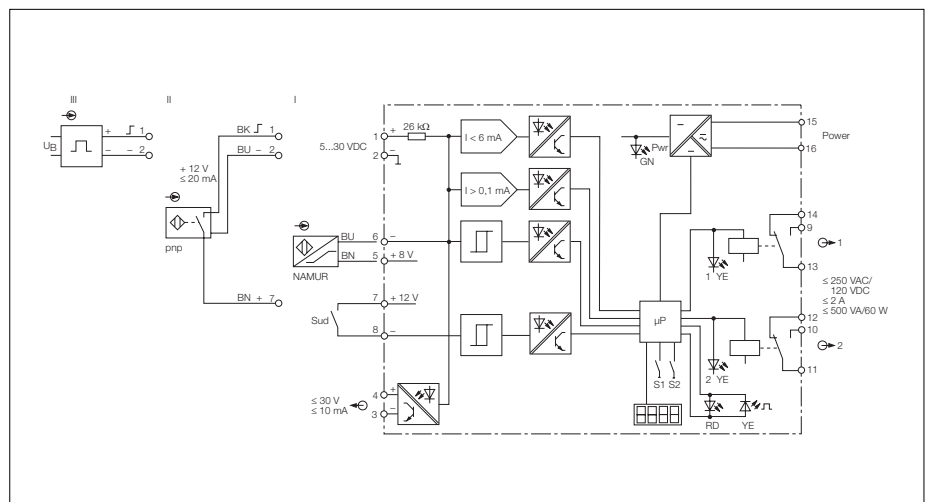 III
II
I
UB
+
1
−
− 2
+ 12 V
≤ 20 mA
pnp
BK
1
BU − 2
BN + 7
NAMUR
BU
BN
6
−
5
+ 8 V
Sud
7
+ 12 V
8
−
5...30 VDC
1
+
26 kΩ
2
−
≤ 30 V
≤ 10 mA
4
+
3
−
I < 6 mA
I > 0,1 mA
Pwr
GN
−
−
~
15
Power
16
µP
S1 S2
8888
1 YE
2 YE
RD
YE
14
9
13
1
≤ 250 VAC/
120 VDC
≤ 2 A
≤ 500 VA/60 W
12
10
11
2